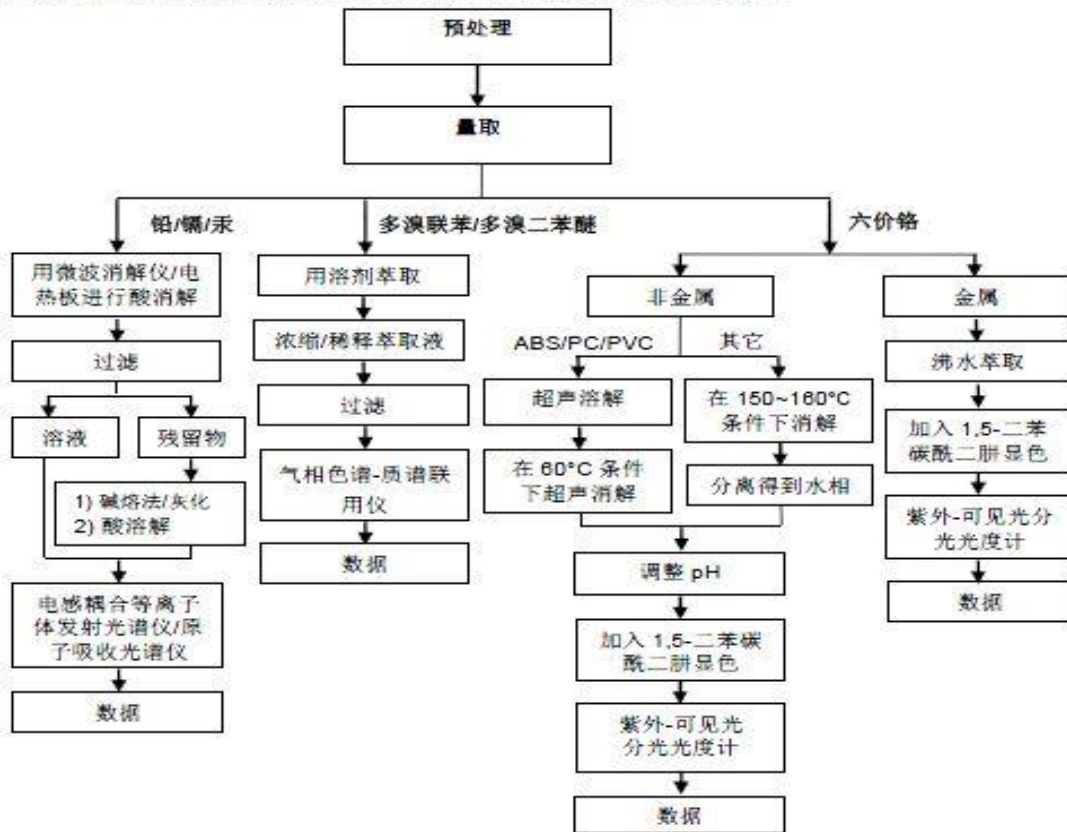 预处理
量取
铅/镉/汞
多溴联苯/多溴二苯醚
六价铬
用微波消解仪/电
热板进行酸消解
过滤
溶液
残留物
1) 碱熔法/灰化
2) 酸溶解
电感耦合等离子
体发射光谱仪/原
子吸收光谱仪
数据
用溶剂萃取
浓缩/稀释萃取液
过滤
气相色谱-质谱联
用仪
数据
非金属
ABS/PC/PVC
其它
超声溶解
在 60°C 条件
下超声消解
在 150~160°C
条件下消解
分离得到水相
调整 pH
加入 1,5-二苯碳
酰二肼显色
紫外-可见光
分光光度计
数据
金属
沸水萃取
加入 1,5-二苯
碳酰二肼显色
紫外-可见光分
光光度计
数据